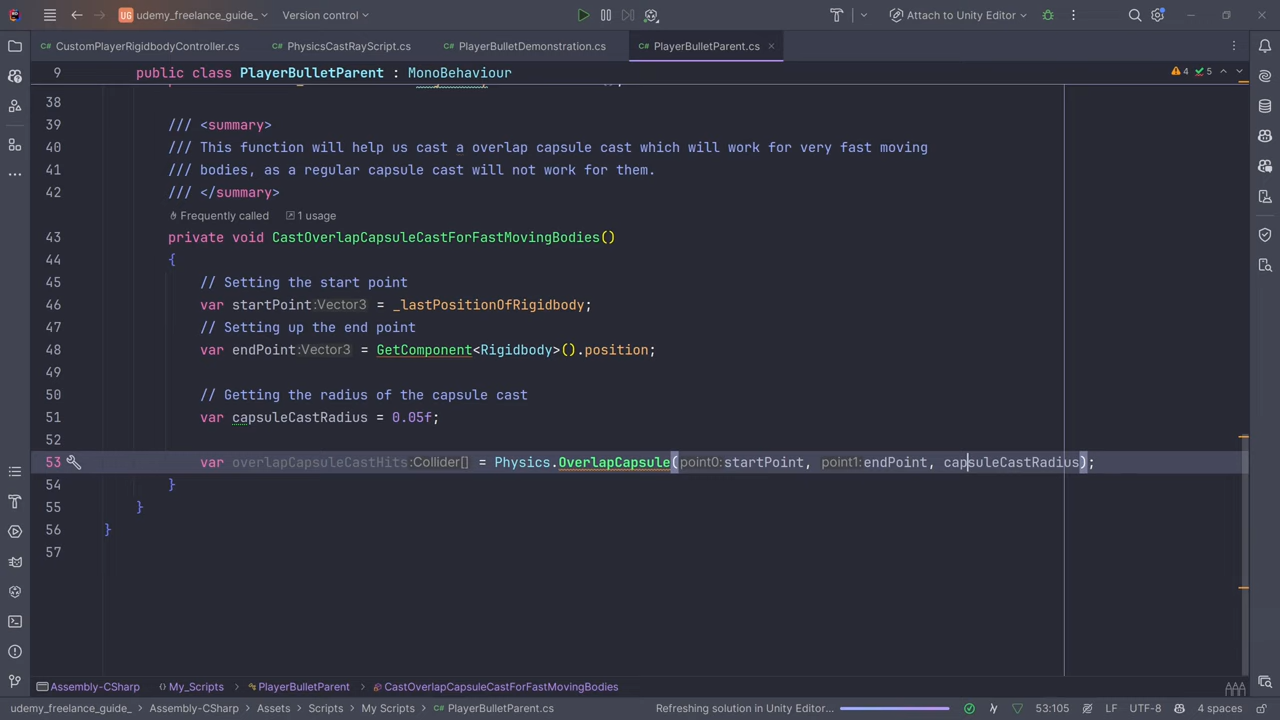 udemy_freelance_guide_
Version control
Attach to Unity Editor
CustomPlayerRigidbodyController.cs
PhysicsCastRayScript.cs
PlayerBulletDemonstration.cs
PlayerBulletParent.cs
9 public class PlayerBulletParent : MonoBehaviour
4 5
38
39 /// <summary>
40 /// This function will help us cast a overlap capsule cast which will work for very fast moving
41 /// bodies, as a regular capsule cast will not work for them.
42 /// </summary>
Frequently called 1 usage
43 private void CastOverlapCapsuleCastForFastMovingBodies()
44 {
45 // Setting the start point
46 var startPoint:Vector3 = _lastPositionOfRigidbody;
47 // Setting up the end point
48 var endPoint:Vector3 = GetComponent<Rigidbody>().position;
49
50 // Getting the radius of the capsule cast
51 var capsuleCastRadius = 0.05f;
52
53 var overlapCapsuleCastHits:Collider[] = Physics.OverlapCapsule(point0:startPoint, point1:endPoint, capsuleCastRadius);
54 }
55 }
56 }
57
Assembly-CSharp My_Scripts PlayerBulletParent CastOverlapCapsuleCastForFastMovingBodies
udemy_freelance_guide_ Assembly-CSharp Assets Scripts My Scripts PlayerBulletParent.cs
Refreshing solution in Unity Editor...
53:105 LF UTF-8 4 spaces